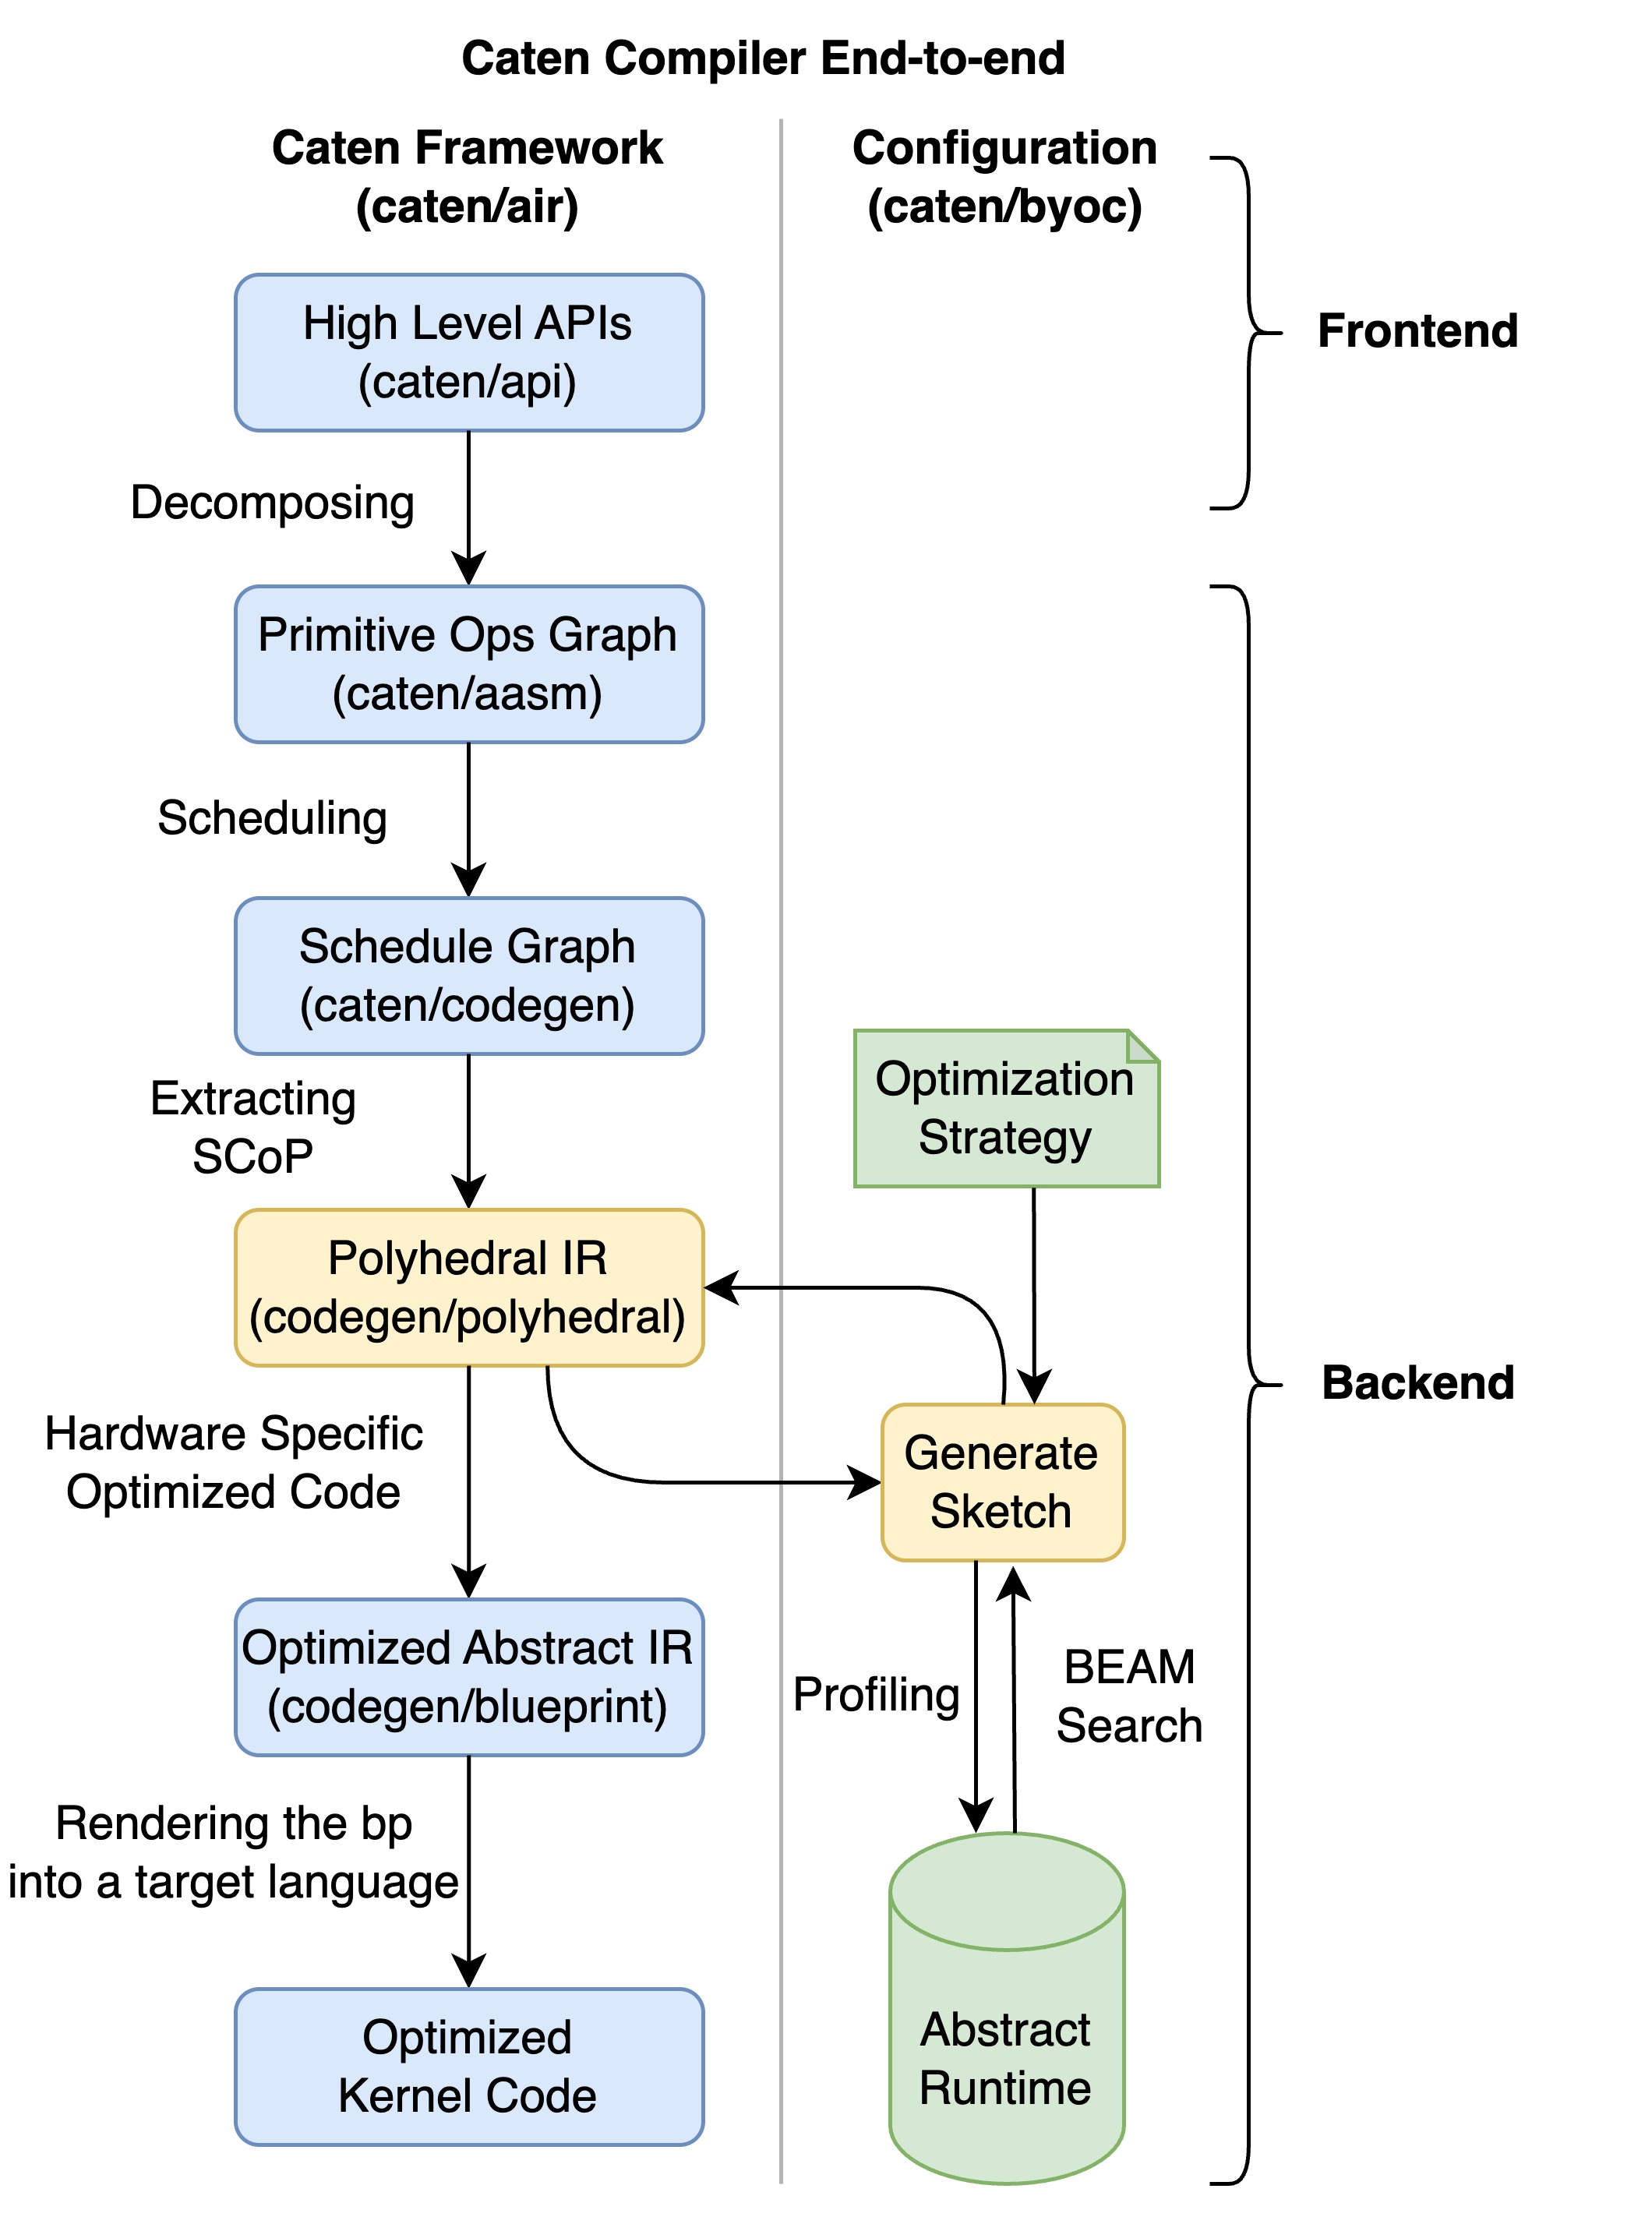 Caten Compiler End-to-end
Caten Framework
(caten/air)
Configuration
(caten/byoc)
High Level APIs
(caten/api)
Frontend
Decomposing
Primitive Ops Graph
(caten/aasm)
Scheduling
Schedule Graph
(caten/codegen)
Extracting
SCoP
Optimization
Strategy
Polyhedral IR
(codegen/polyhedral)
Backend
Hardware Specific
Optimized Code
Generate
Sketch
Optimized Abstract IR
(codegen/blueprint)
Profiling
BEAM
Search
Rendering the bp
into a target language
Optimized
Kernel Code
Abstract
Runtime